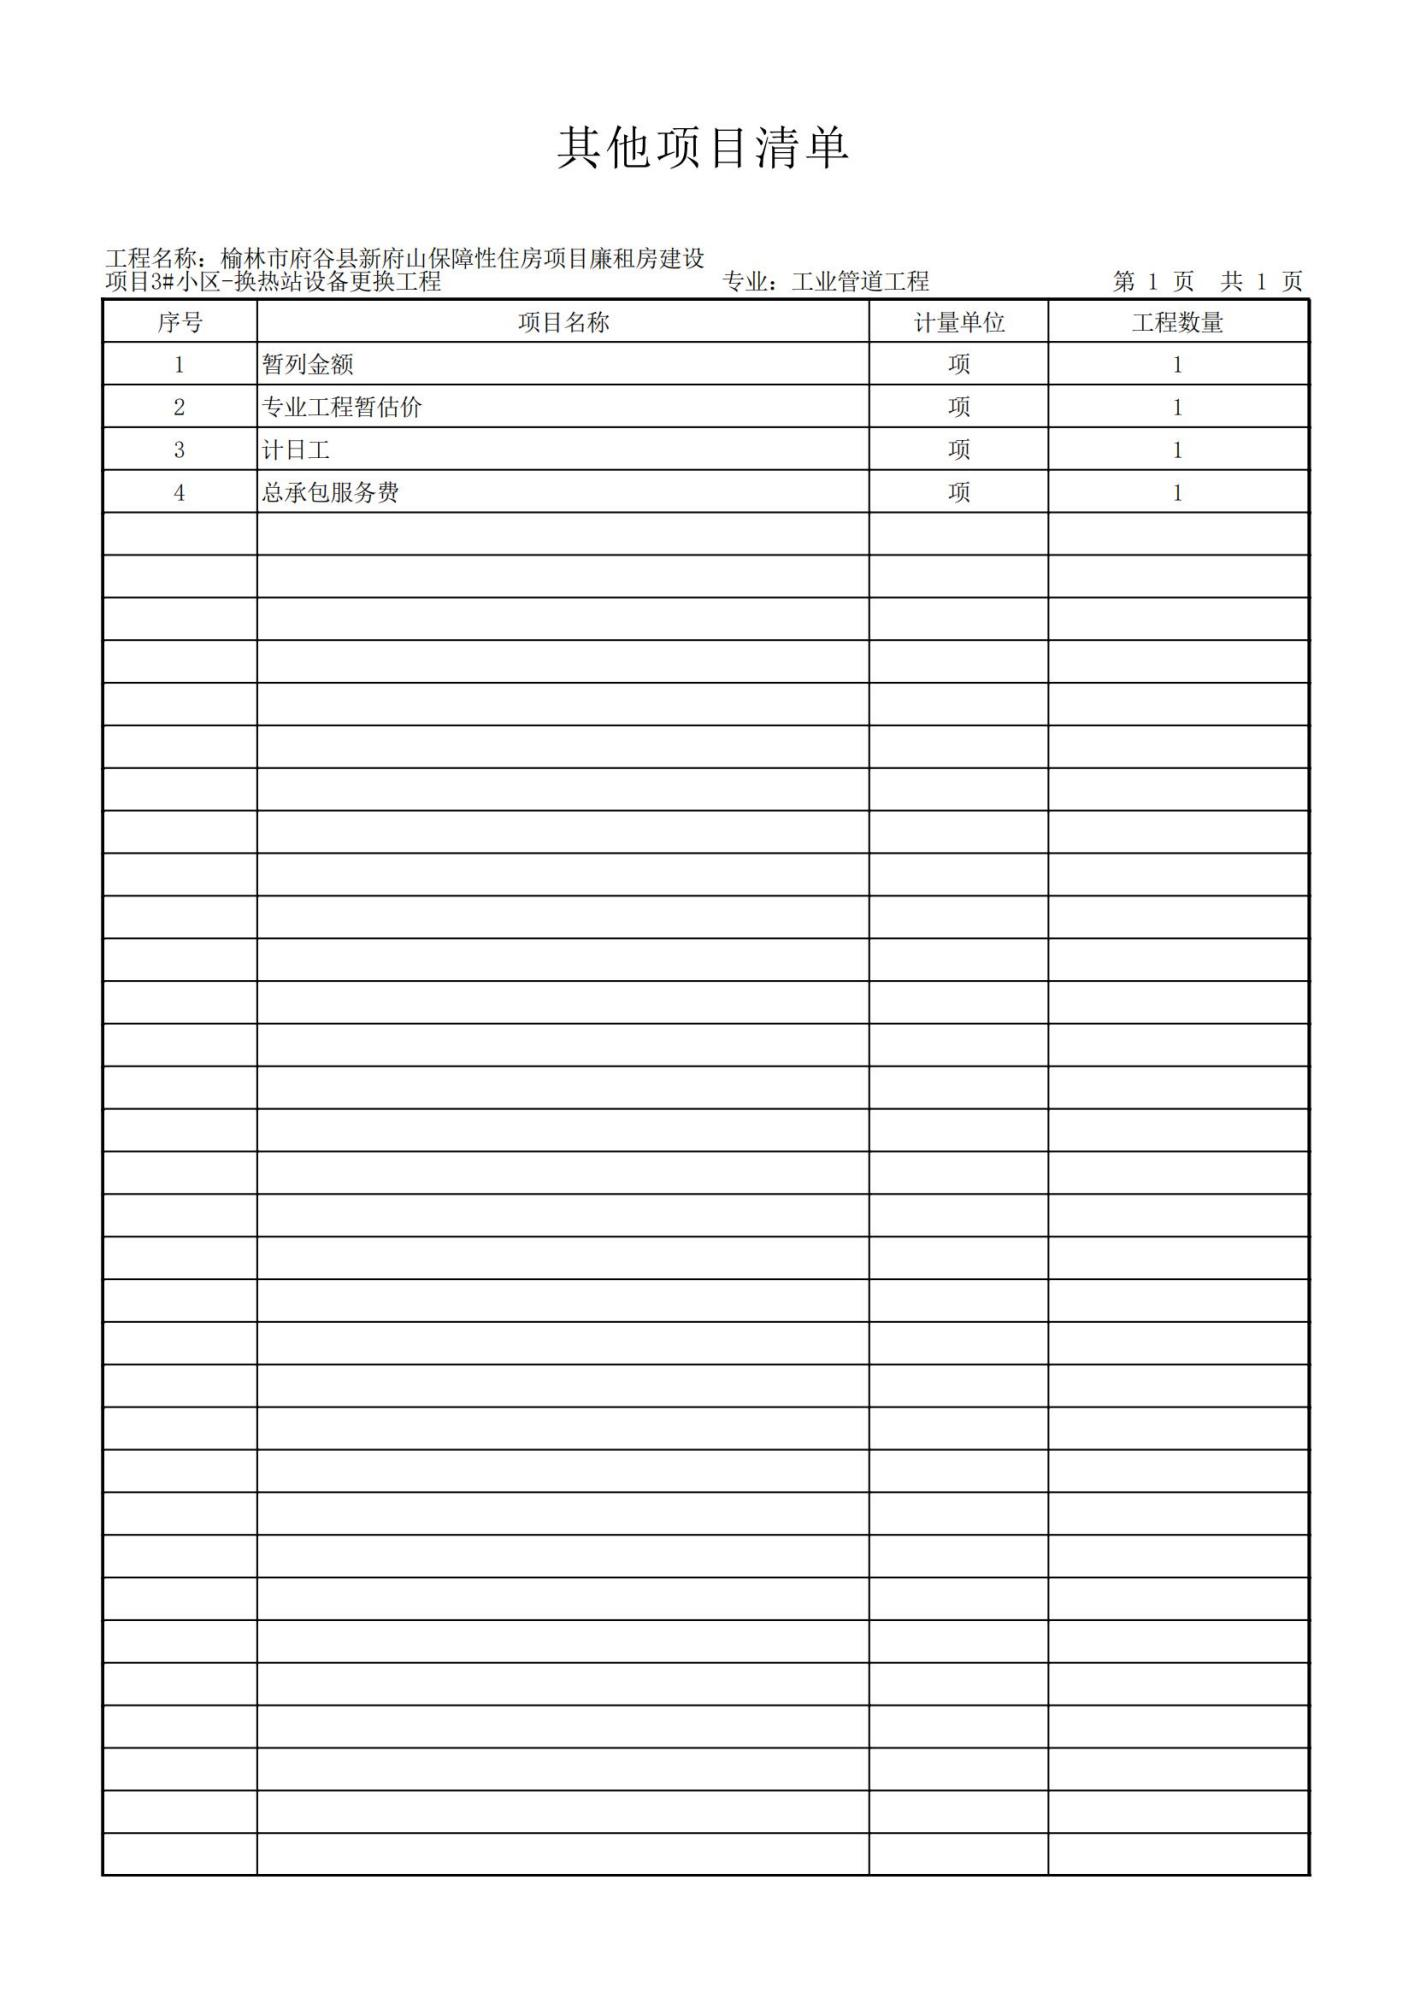 其他项目清单
工程名称：榆林市府谷县新府山保障性住房项目廉租房建设
项目3#小区-换热站设备更换工程 专业：工业管道工程 第 1 页 共 1 页
序号 项目名称 计量单位 工程数量
1 暂列金额 项 1
2 专业工程暂估价 项 1
3 计日工 项 1
4 总承包服务费 项 1